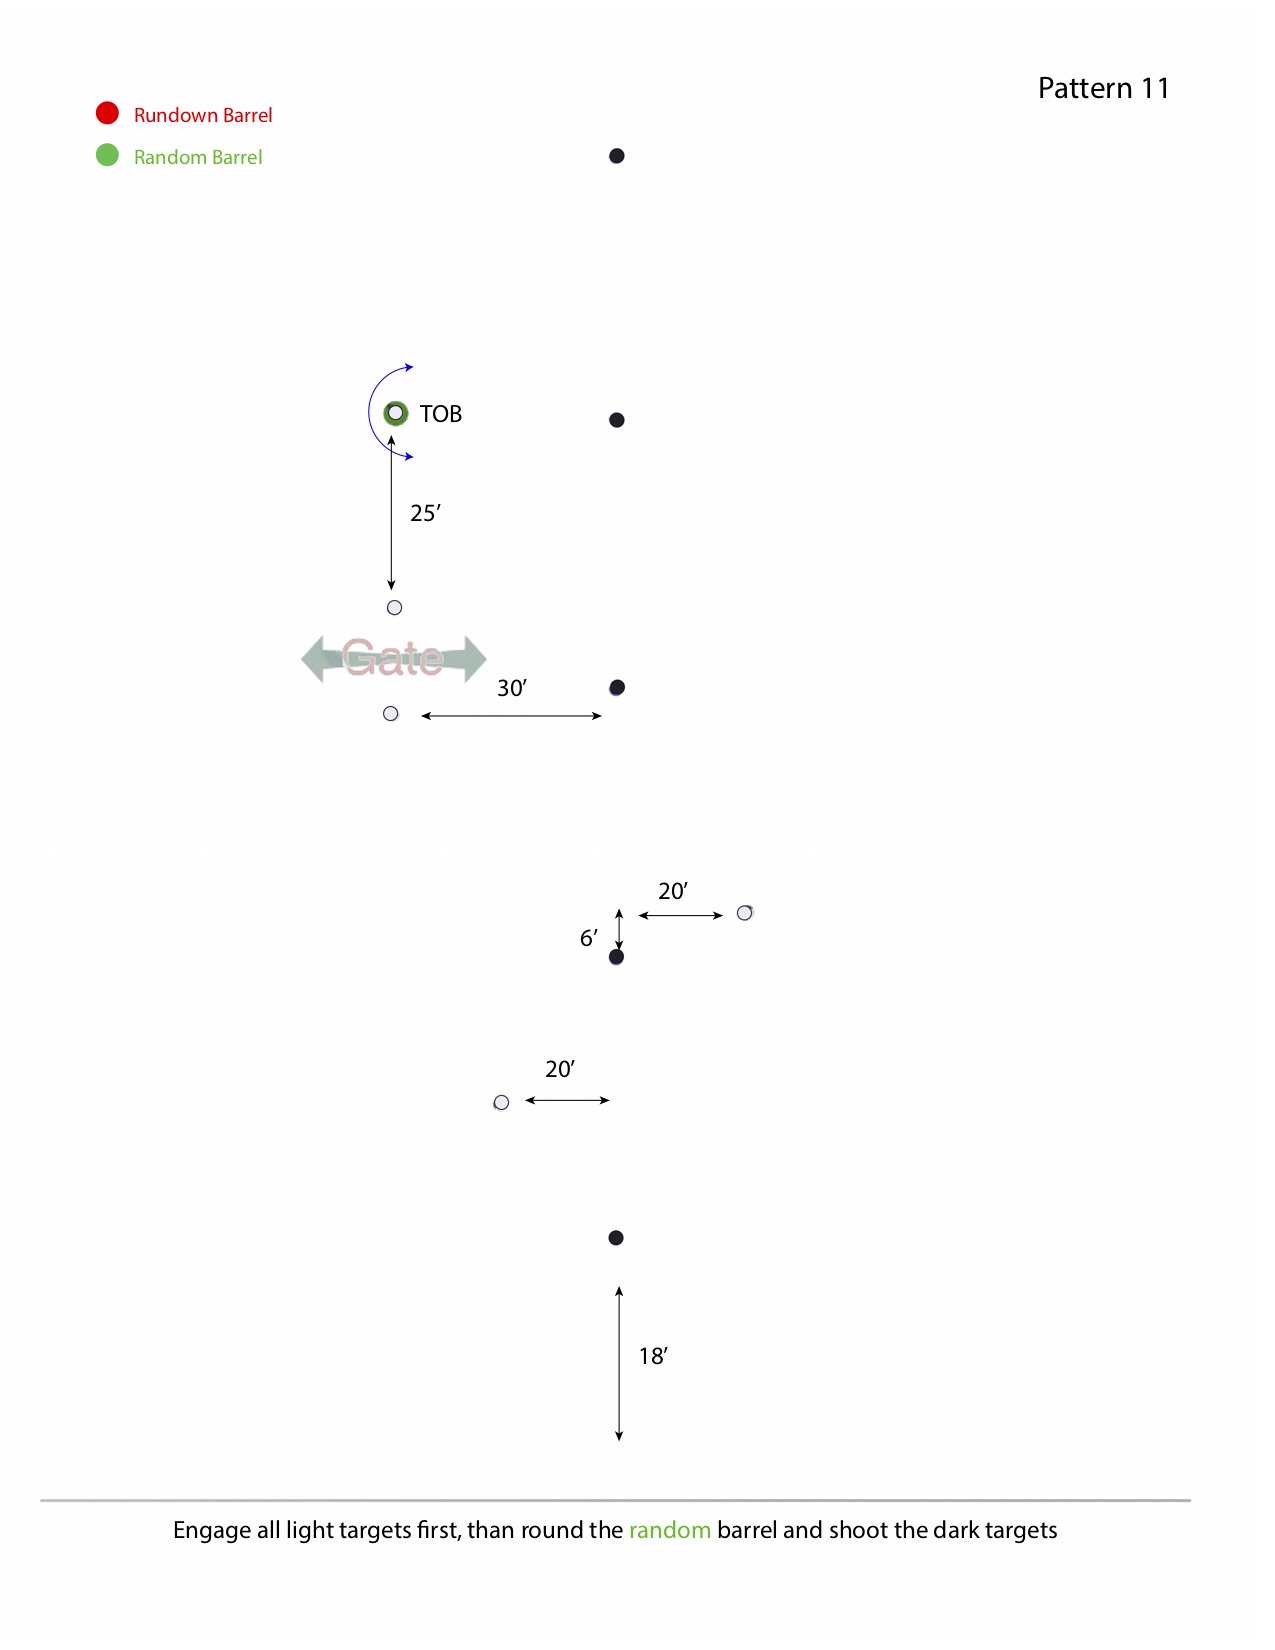 Pattern 11
Rundown Barrel
Random Barrel
TOB
25’
Gate
30’
20’
6’
20’
18’
Engage all light targets first, than round the random barrel and shoot the dark targets